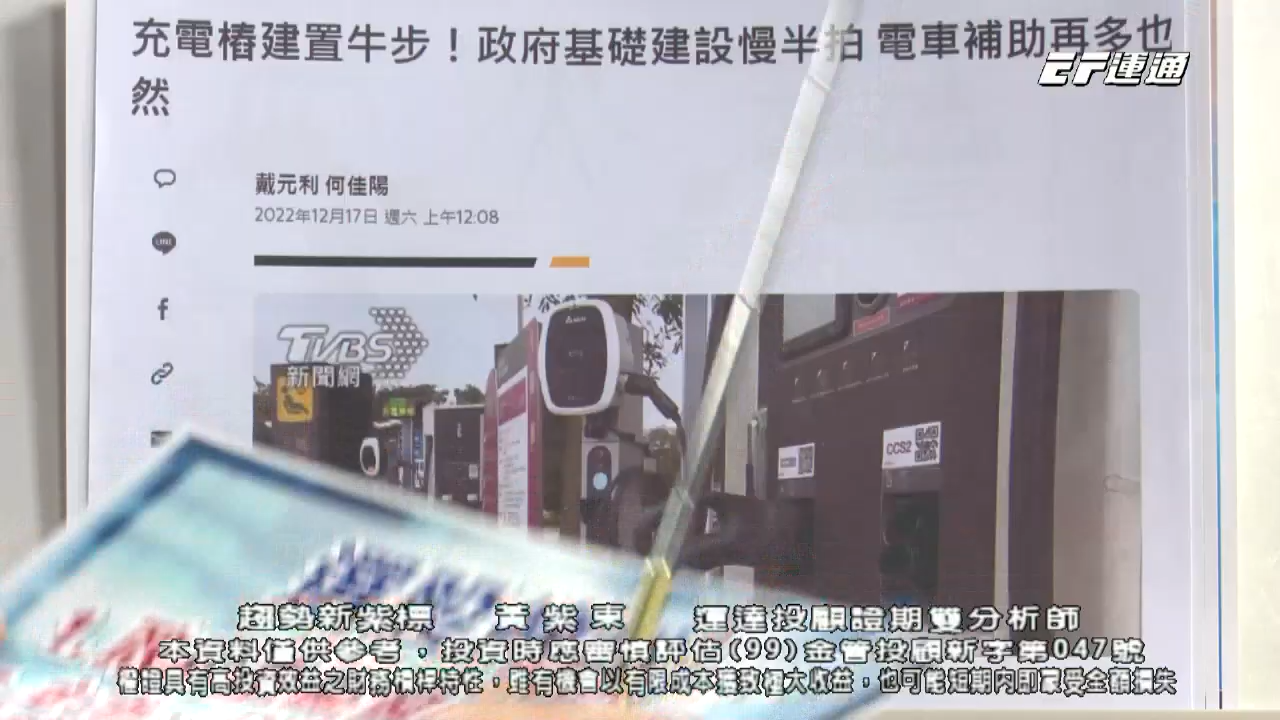 充電樁建置牛步！政府基礎建設慢半拍 電車補助再多也
然
EF運通
戴元利 何佳陽
2022年12月17日 週六 上午12:08
LINE
f
TVBS
新聞網
CCS2
趨勢新紫標 黃紫東 運達投顧證期雙分析師
本資料僅供參考，投資時應審慎評估(99)金管投顧新字第047號
權證具有高投資效益之財務槓桿特性，雖有機會以有限成本獲致極大收益，也可能短期內即蒙受全額損失